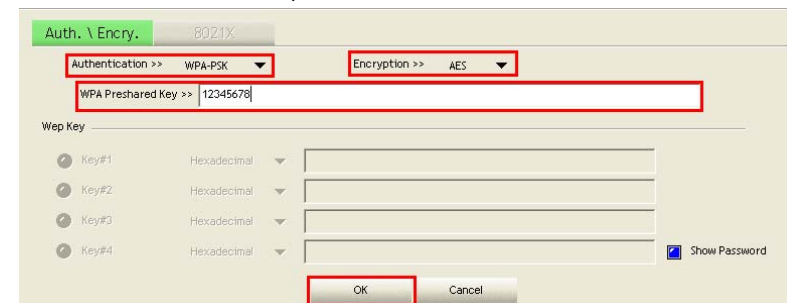 Auth. \ Encry. 8021X
Authentication >> WPA-PSK Encryption >> AES
WPA Preshared Key >> 12345678
Wep Key
Key#1 Hexadecimal
Key#2 Hexadecimal
Key#3 Hexadecimal
Key#4 Hexadecimal Show Password
OK Cancel